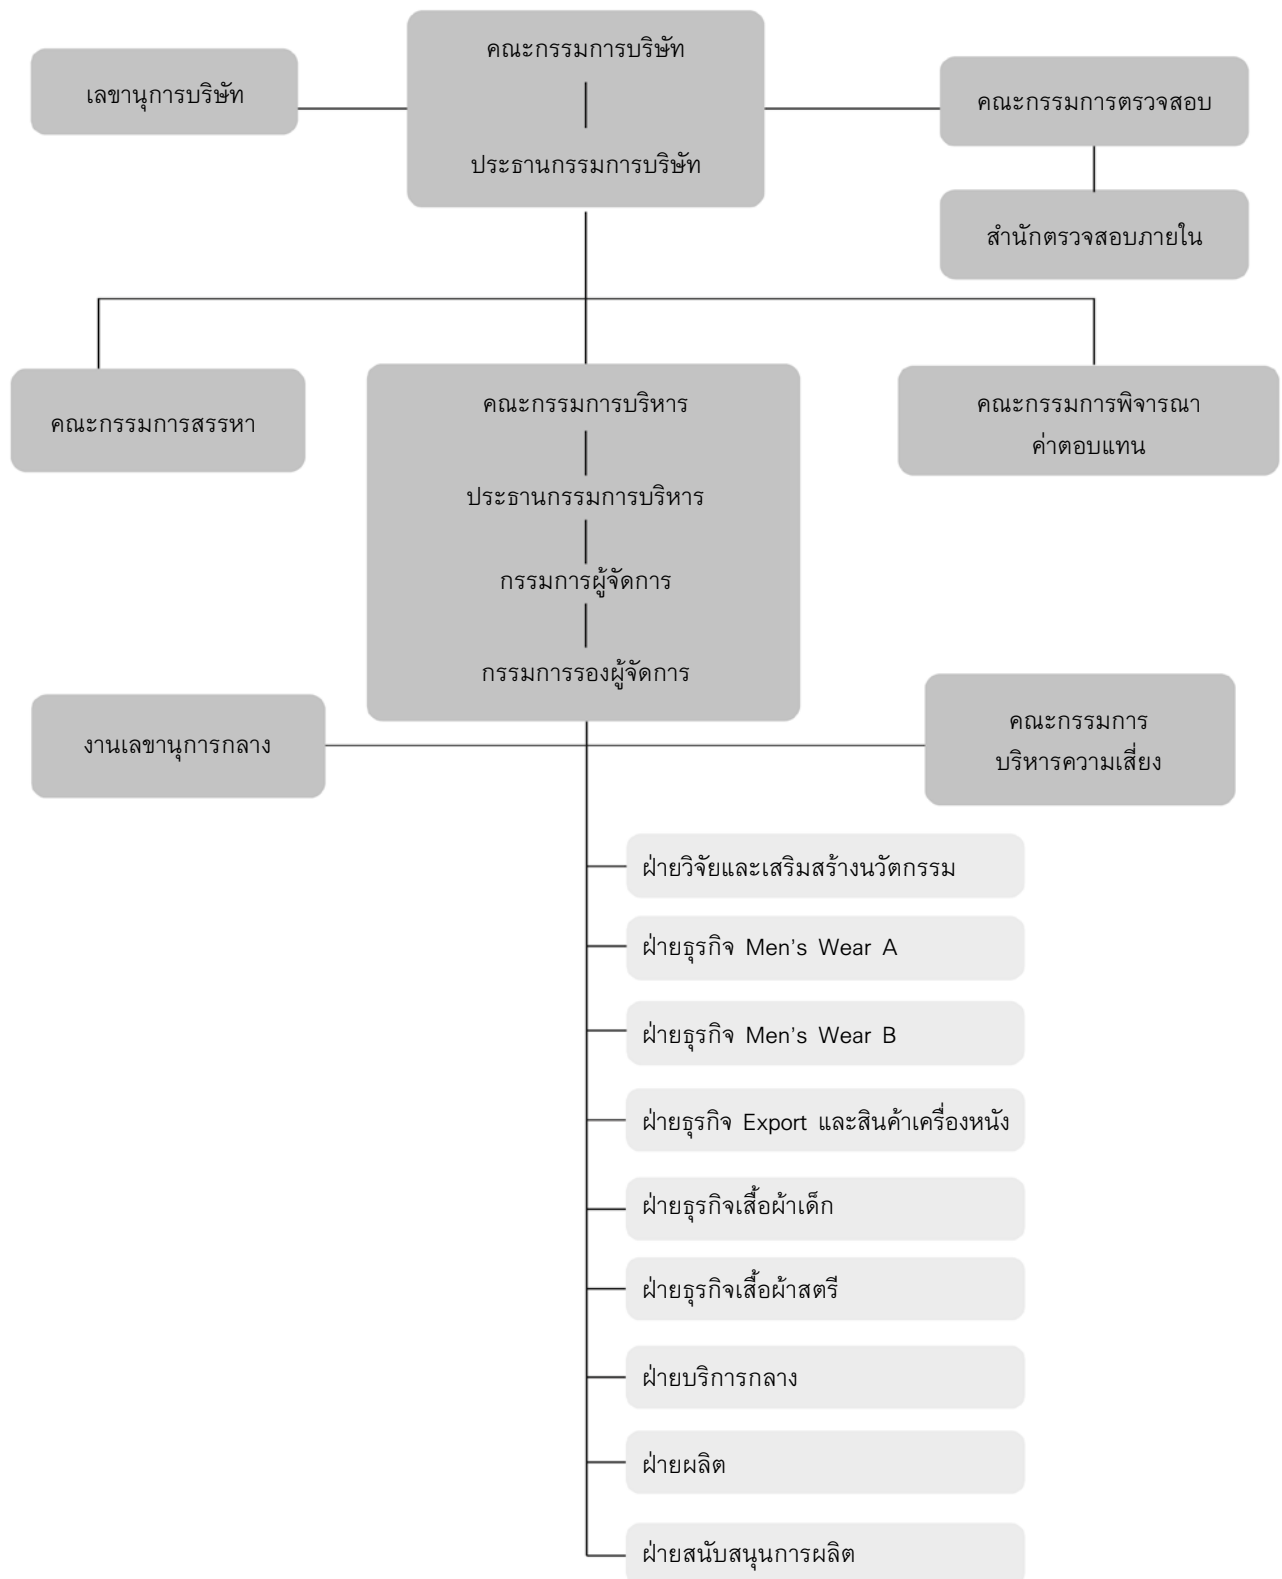 คณะกรรมการบริษัท
เลขานุการบริษัท
คณะกรรมการตรวจสอบ
ประธานกรรมการบริษัท
สำนักตรวจสอบภายใน
คณะกรรมการสรรหา
คณะกรรมการบริหาร
คณะกรรมการพิจารณา
ค่าตอบแทน
ประธานกรรมการบริหาร
กรรมการผู้จัดการ
กรรมการรองผู้จัดการ
งานเลขานุการกลาง
คณะกรรมการ
บริหารความเสี่ยง
ฝ่ายวิจัยและเสริมสร้างนวัตกรรม
ฝ่ายธุรกิจ Men's Wear A
ฝ่ายธุรกิจ Men's Wear B
ฝ่ายธุรกิจ Export และสินค้าเครื่องหนัง
ฝ่ายธุรกิจเสื้อผ้าเด็ก
ฝ่ายธุรกิจเสื้อผ้าสตรี
ฝ่ายบริการกลาง
ฝ่ายผลิต
ฝ่ายสนับสนุนการผลิต